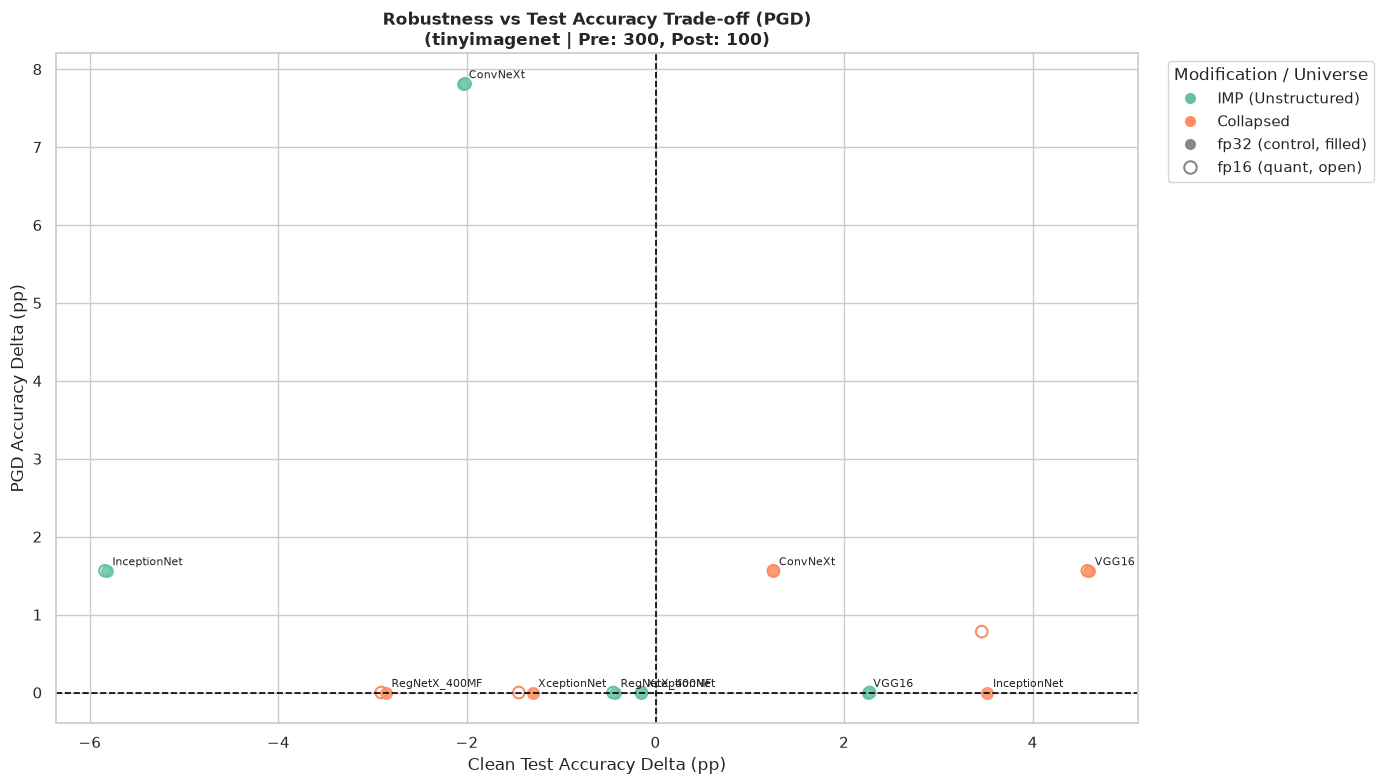 Robustness vs Test Accuracy Trade-off (PGD)
(tinyimagenet | Pre: 300, Post: 100)
PGD Accuracy Delta (pp)
8
7
6
5
4
3
2
1
0
ConvNeXt
InceptionNet
ConvNeXt
VGG16
RegNetX_400MF
XceptionNet
RegNetX_400MF
XceptionNet
VGG16
InceptionNet
−6
−4
−2
0
2
4
Clean Test Accuracy Delta (pp)
Modification / Universe
IMP (Unstructured)
Collapsed
fp32 (control, filled)
fp16 (quant, open)